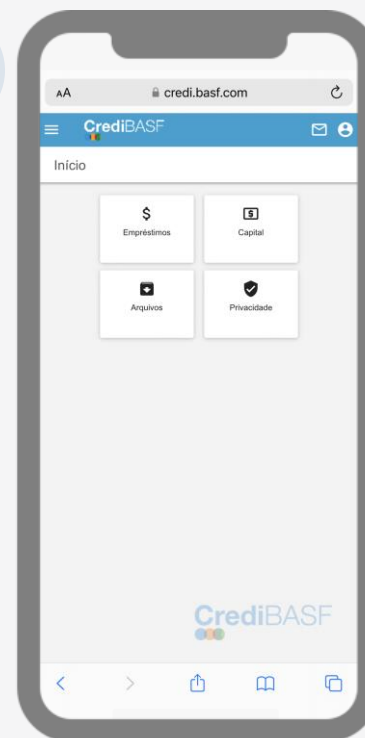 AA credi.basf.com
CrediBASF
Início
Empréstimos Capital
Arquivos Privacidade
CrediBASF